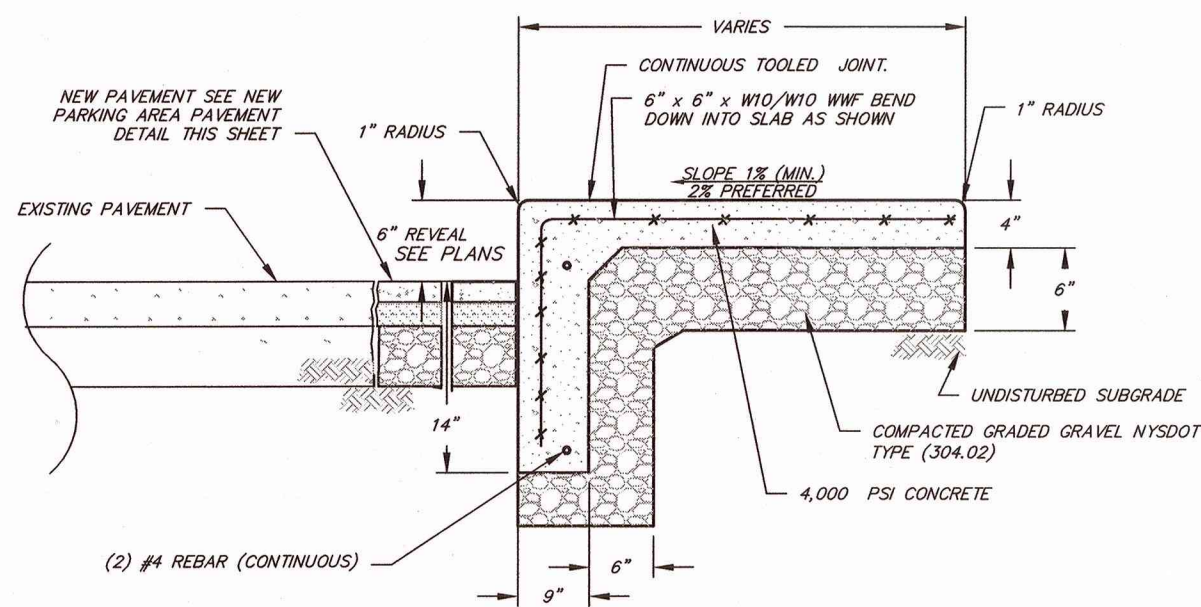 VARIES
CONTINUOUS TOOLED JOINT.
NEW PAVEMENT SEE NEW
PARKING AREA PAVEMENT
DETAIL THIS SHEET
6" x 6" x W10/W10 WWF BEND
DOWN INTO SLAB AS SHOWN
1" RADIUS
1" RADIUS
SLOPE 1% (MIN.)
2% PREFERRED
EXISTING PAVEMENT
6" REVEAL
SEE PLANS
4"
6"
UNDISTURBED SUBGRADE
14"
COMPACTED GRADED GRAVEL NYSDOT
TYPE (304.02)
4,000 PSI CONCRETE
(2) #4 REBAR (CONTINUOUS)
6"
9"